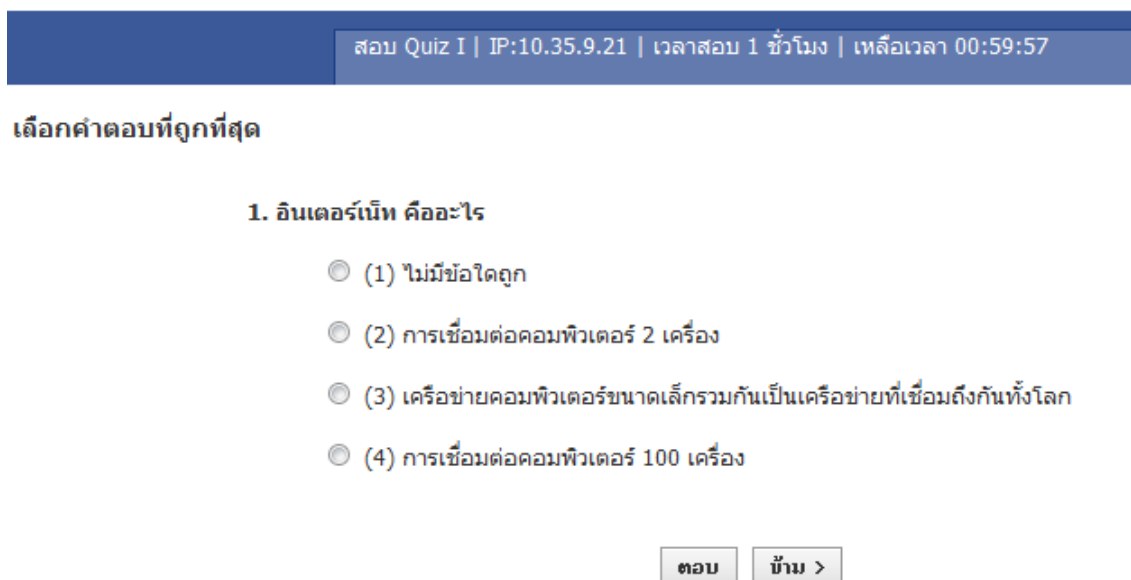 สอบ Quiz I | IP:10.35.9.21 | เวลาสอบ 1 ชั่วโมง | เหลือเวลา 00:59:57
เลือกคำตอบที่ถูกที่สุด
1. อินเตอร์เน็ท คืออะไร
(1) ไม่มีข้อใดถูก
(2) การเชื่อมต่อคอมพิวเตอร์ 2 เครื่อง
(3) เครือข่ายคอมพิวเตอร์ขนาดเล็กรวมกันเป็นเครือข่ายที่เชื่อมถึงกันทั้งโลก
(4) การเชื่อมต่อคอมพิวเตอร์ 100 เครื่อง
ตอบ ข้าม >